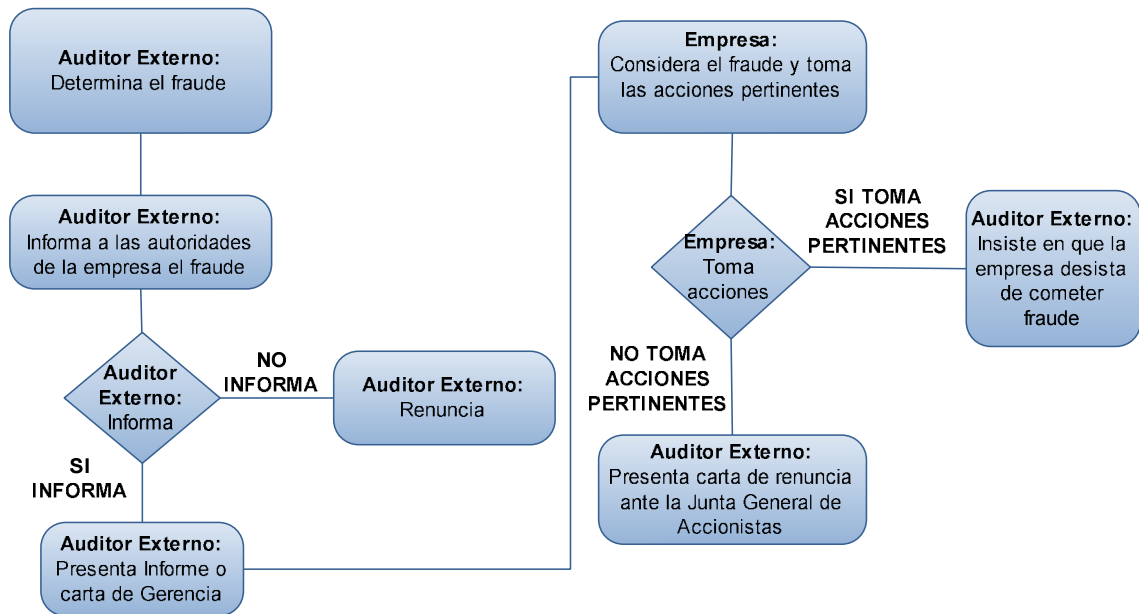 Auditor Externo:
Determina el fraude
Auditor Externo:
Informa a las autoridades
de la empresa el fraude
Auditor
Externo:
Informa
NO
INFORMA
Auditor Externo:
Renuncia
SI
INFORMA
Auditor Externo:
Presenta Informe o
carta de Gerencia
Empresa:
Considera el fraude y toma
las acciones pertinentes
Empresa:
Toma
acciones
SI TOMA
ACCIONES
PERTINENTES
Auditor Externo:
Insiste en que la
empresa desista
de cometer
fraude
NO TOMA
ACCIONES
PERTINENTES
Auditor Externo:
Presenta carta de renuncia
ante la Junta General de
Accionistas